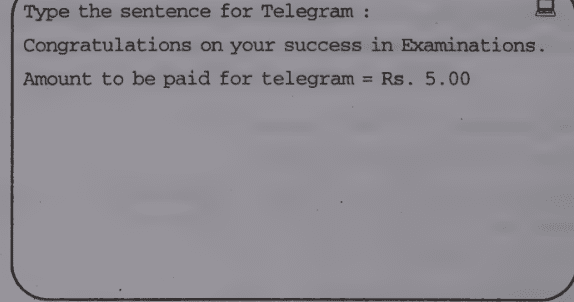 Type the sentence for Telegram :
Congratulations on your success in Examinations.
Amount to be paid for telegram = Rs. 5.00